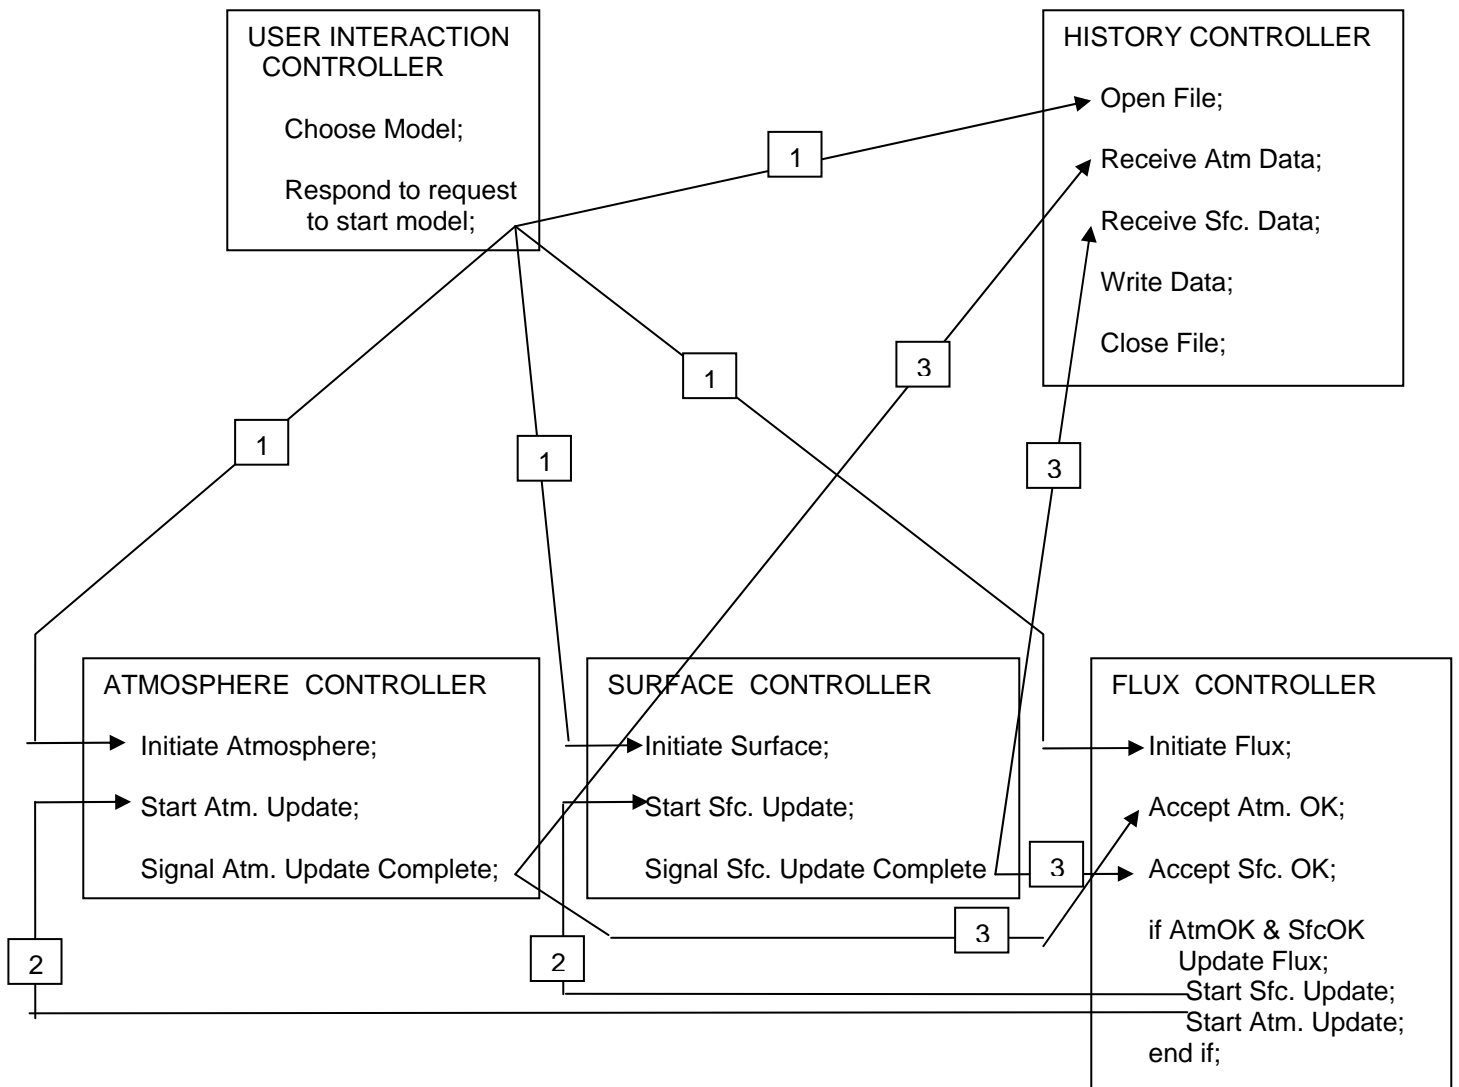 USER INTERACTION
CONTROLLER
Choose Model;
Respond to request
to start model;
HISTORY CONTROLLER
Open File;
Receive Atm Data;
Receive Sfc. Data;
Write Data;
Close File;
1
3
1
1
1
3
ATMOSPHERE CONTROLLER
Initiate Atmosphere;
Start Atm. Update;
Signal Atm. Update Complete;
SURFACE CONTROLLER
Initiate Surface;
Start Sfc. Update;
Signal Sfc. Update Complete
FLUX CONTROLLER
Initiate Flux;
Accept Atm. OK;
Accept Sfc. OK;
if AtmOK & SfcOK
Update Flux;
Start Sfc. Update;
Start Atm. Update;
end if;
3
3
2
2